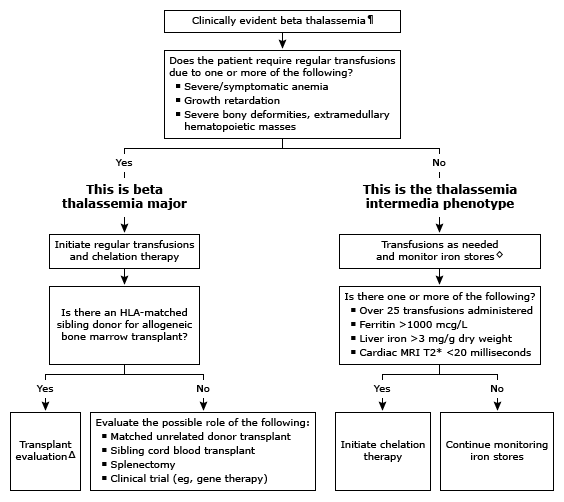 Clinically evident beta thalassemia¶
Does the patient require regular transfusions
due to one or more of the following?
▪ Severe/symptomatic anemia
▪ Growth retardation
▪ Severe bony deformities, extramedullary
hematopoietic masses
Yes
No
This is beta
thalassemia major
This is the thalassemia
intermedia phenotype
Initiate regular transfusions
and chelation therapy
Transfusions as needed
and monitor iron stores◊
Is there an HLA-matched
sibling donor for allogeneic
bone marrow transplant?
Is there one or more of the following?
▪ Over 25 transfusions administered
▪ Ferritin >1000 mcg/L
▪ Liver iron >3 mg/g dry weight
▪ Cardiac MRI T2* <20 milliseconds
Yes
No
Yes
No
Transplant
evaluationΔ
Evaluate the possible role of the following:
▪ Matched unrelated donor transplant
▪ Sibling cord blood transplant
▪ Splenectomy
▪ Clinical trial (eg, gene therapy)
Initiate chelation
therapy
Continue monitoring
iron stores